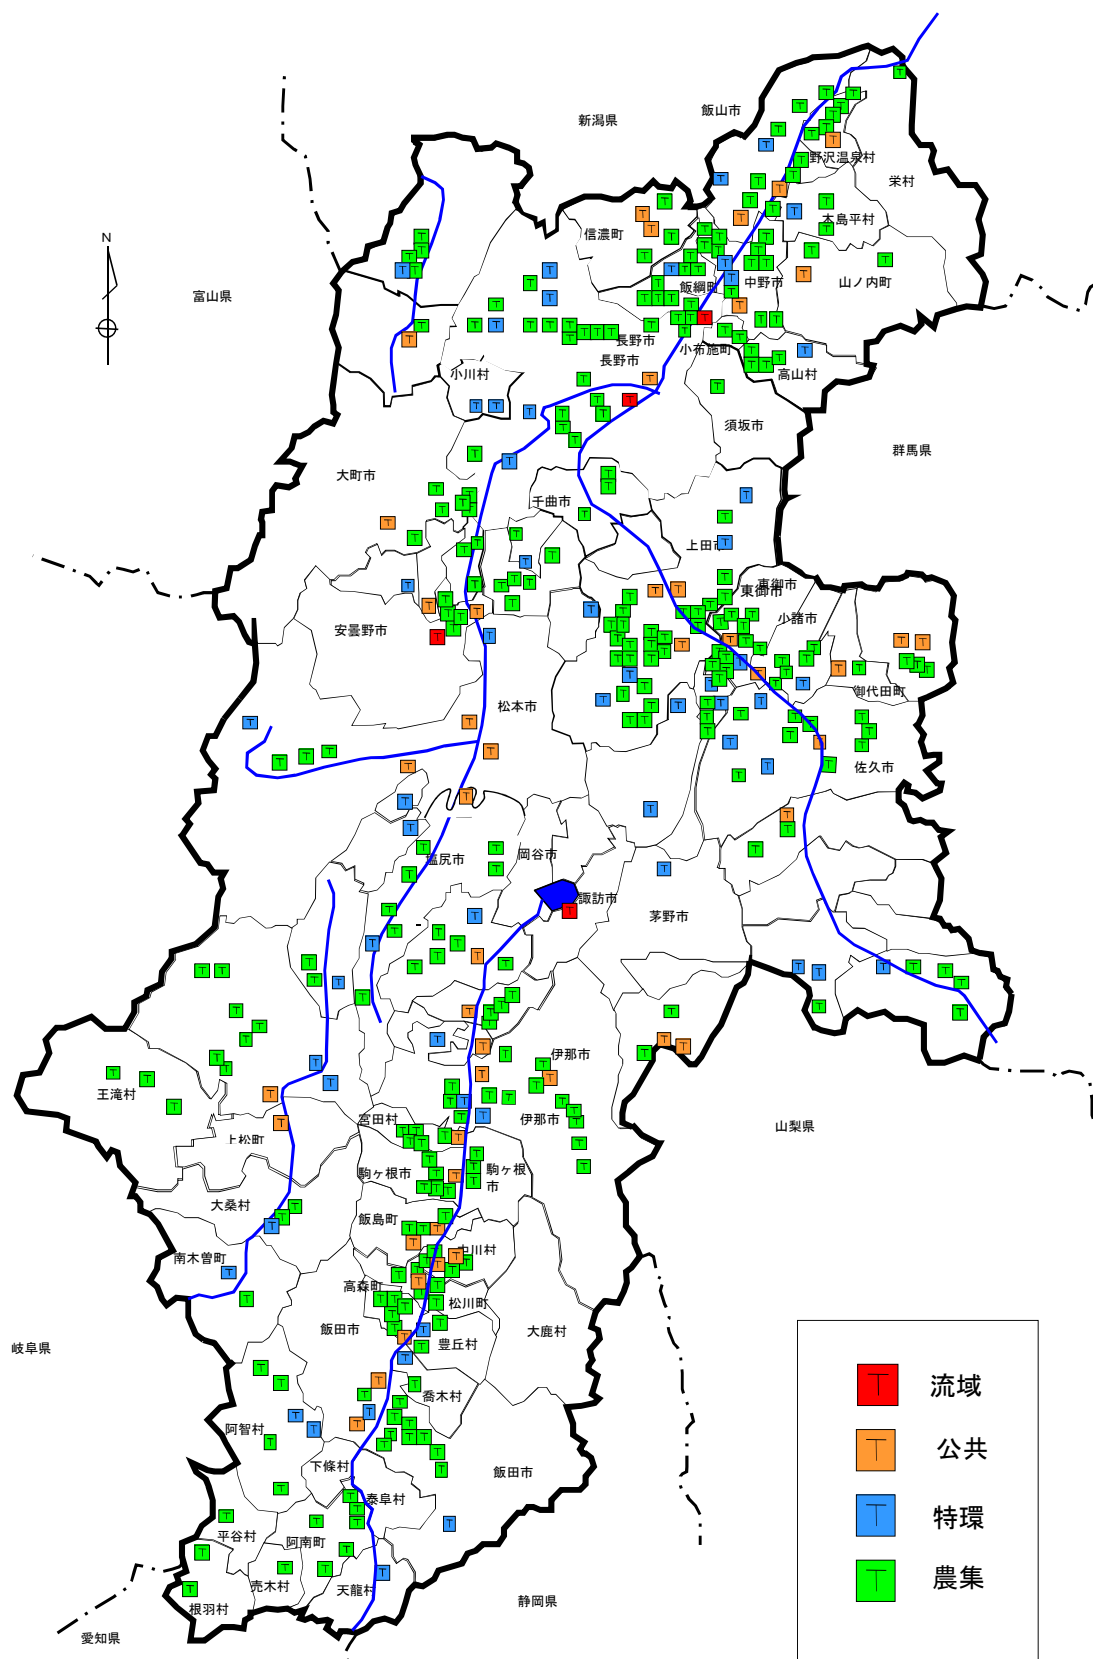 飯山市
新潟県
野沢温泉村
栄村
木島平村
信濃町
N
山ノ内町
飯綱町
中野市
富山県
長野市
小布施町
長野市
小川村
高山村
須坂市
群馬県
大町市
千曲市
上田市
東御市
東御市
小諸市
安曇野市
御代田町
松本市
佐久市
岡谷市
塩尻市
諏訪市
茅野市
伊那市
王滝村
宮田村
伊那市
山梨県
上松町
駒ヶ根市
駒ヶ根
市
大桑村
飯島町
中川村
南木曽町
高森町
松川町
飯田市
大鹿村
豊丘村
岐阜県
喬木村
阿智村
下條村
飯田市
泰阜村
平谷村
阿南町
売木村
天龍村
根羽村
静岡県
愛知県
T 流域
T 公共
T 特環
T 農集